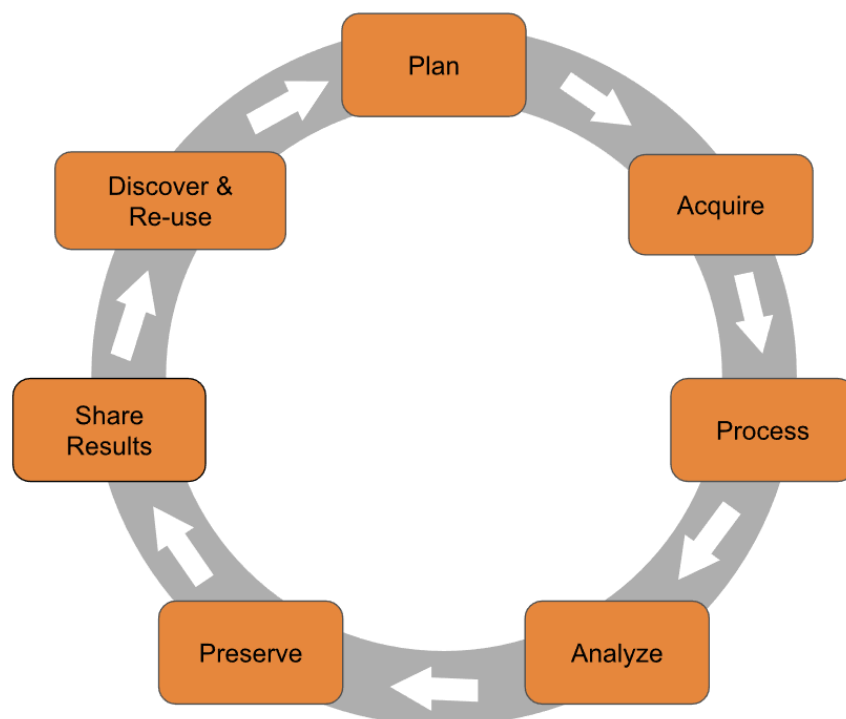 Plan
Acquire
Process
Analyze
Preserve
Share
Results
Discover &
Re-use